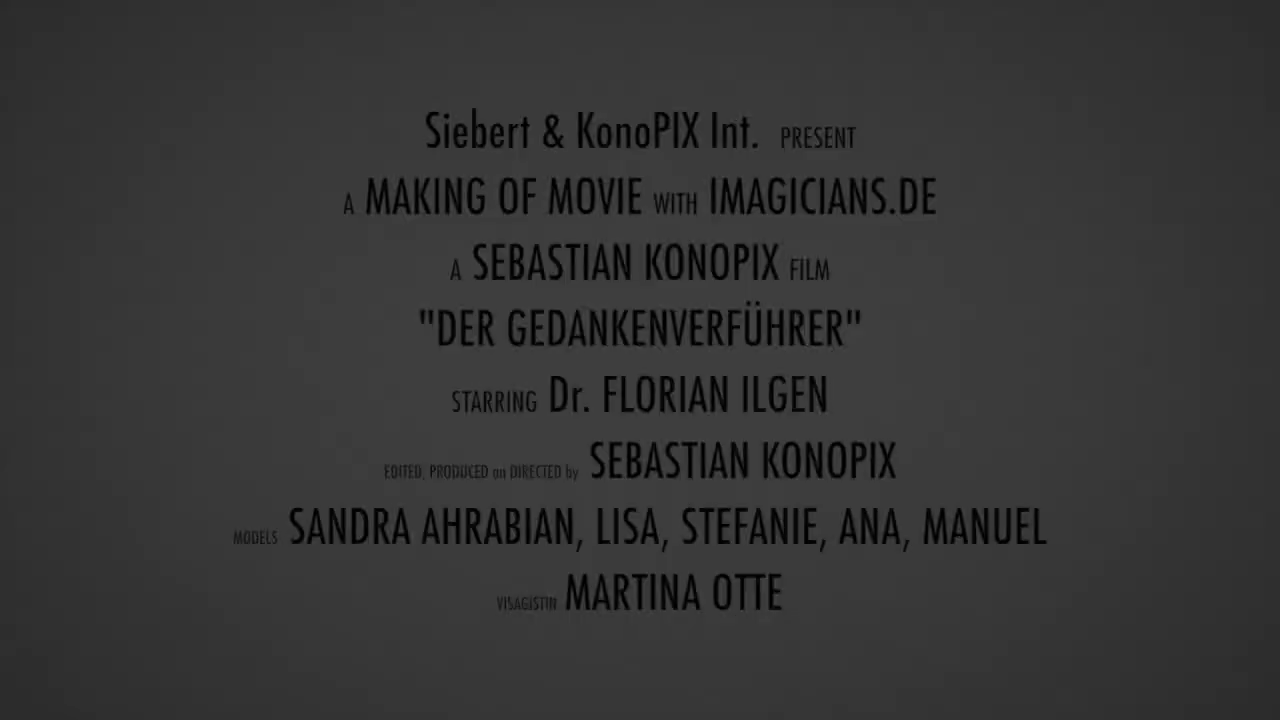 Siebert & KonoPIX Int. PRESENT
A MAKING OF MOVIE WITH IMAGICIANS.DE
A SEBASTIAN KONOPIX FILM
"DER GEDANKENVERFÜHRER"
STARRING Dr. FLORIAN ILGEN
EDITED, PRODUCED an DIRECTED by SEBASTIAN KONOPIX
MODELS SANDRA AHRABIAN, LISA, STEFANIE, ANA, MANUEL
VISAGISTIN MARTINA OTTE